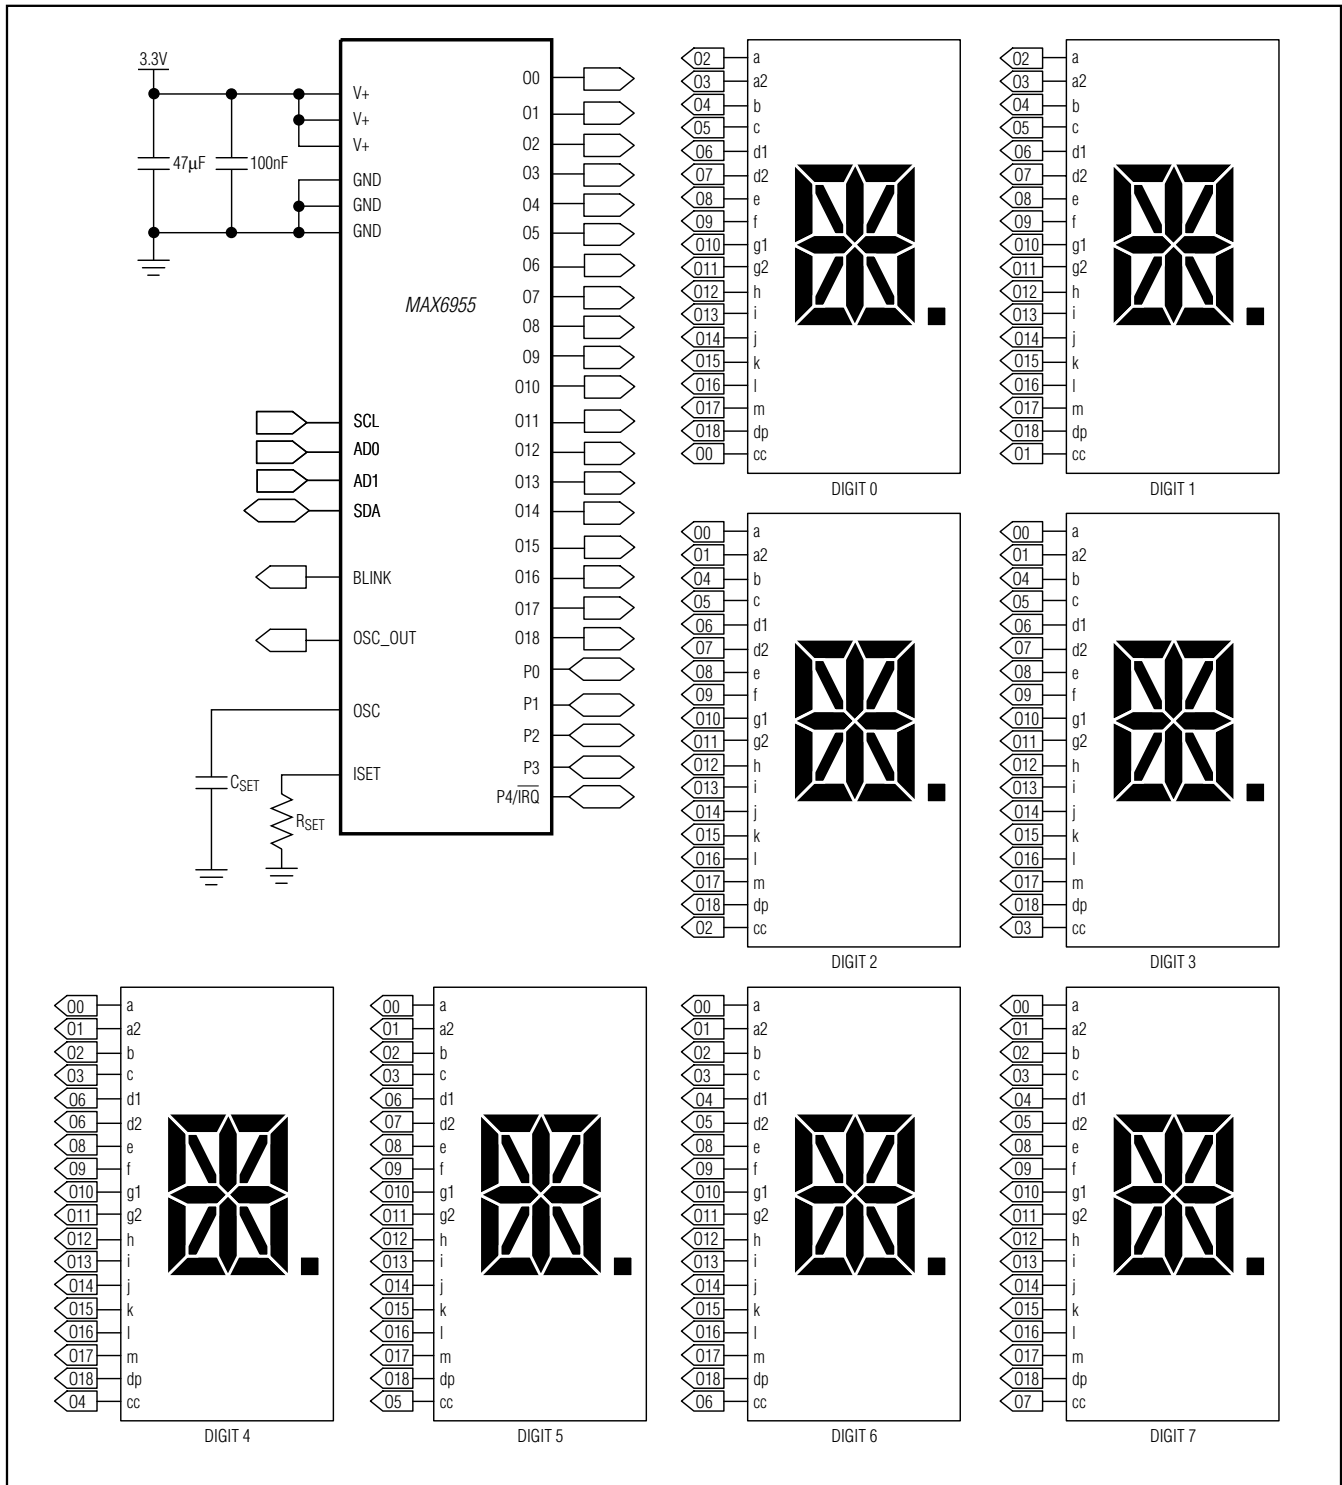 3.3V
47µF
100nF
V+
V+
V+
GND
GND
GND
MAX6955
SCL
AD0
AD1
SDA
BLINK
OSC_OUT
OSC
ISET
CSET
RSET
O0
O1
O2
O3
O4
O5
O6
O7
O8
O9
O10
O11
O12
O13
O14
O15
O16
O17
O18
P0
P1
P2
P3
P4/IRQ
O2 a
O3 a2
O4 b
O5 c
O6 d1
O7 d2
O8 e
O9 f
O10 g1
O11 g2
O12 h
O13 i
O14 j
O15 k
O16 l
O17 m
O18 dp
O0 cc
DIGIT 0
O2 a
O3 a2
O4 b
O5 c
O6 d1
O7 d2
O8 e
O9 f
O10 g1
O11 g2
O12 h
O13 i
O14 j
O15 k
O16 l
O17 m
O18 dp
O1 cc
DIGIT 1
O0 a
O1 a2
O4 b
O5 c
O6 d1
O7 d2
O8 e
O9 f
O10 g1
O11 g2
O12 h
O13 i
O14 j
O15 k
O16 l
O17 m
O18 dp
O2 cc
DIGIT 2
O0 a
O1 a2
O4 b
O5 c
O6 d1
O7 d2
O8 e
O9 f
O10 g1
O11 g2
O12 h
O13 i
O14 j
O15 k
O16 l
O17 m
O18 dp
O3 cc
DIGIT 3
O0 a
O1 a2
O2 b
O3 c
O6 d1
O6 d2
O8 e
O9 f
O10 g1
O11 g2
O12 h
O13 i
O14 j
O15 k
O16 l
O17 m
O18 dp
O4 cc
DIGIT 4
O0 a
O1 a2
O2 b
O3 c
O6 d1
O7 d2
O8 e
O9 f
O10 g1
O11 g2
O12 h
O13 i
O14 j
O15 k
O16 l
O17 m
O18 dp
O5 cc
DIGIT 5
O0 a
O1 a2
O2 b
O3 c
O4 d1
O5 d2
O8 e
O9 f
O10 g1
O11 g2
O12 h
O13 i
O14 j
O15 k
O16 l
O17 m
O18 dp
O6 cc
DIGIT 6
O0 a
O1 a2
O2 b
O3 c
O4 d1
O5 d2
O8 e
O9 f
O10 g1
O11 g2
O12 h
O13 i
O14 j
O15 k
O16 l
O17 m
O18 dp
O7 cc
DIGIT 7